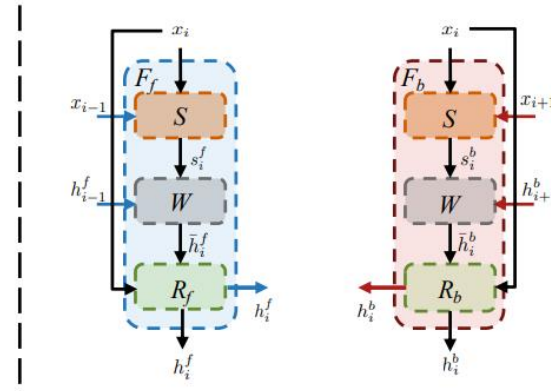 x_i x_i
F_f F_b
x_{i-1} S S x_{i+1}
s_i^f s_i^b
h_{i-1}^f W W h_{i+}^b
\bar{h}_i^f \bar{h}_i^b
R_f R_b
h_i^f h_i^b
h_i^f h_i^b